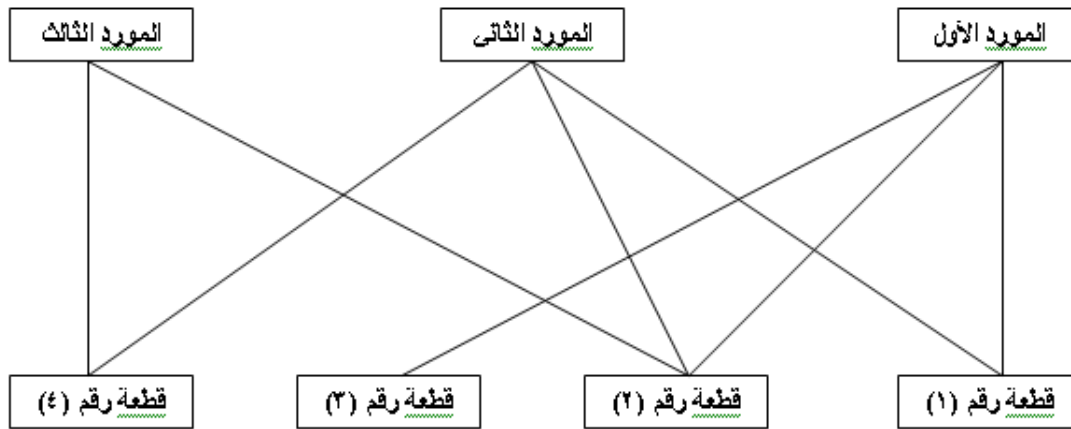 المورد الأول
المورد الثانى
المورد الثالث
قطعة رقم (١)
قطعة رقم (٢)
قطعة رقم (٣)
قطعة رقم (٤)